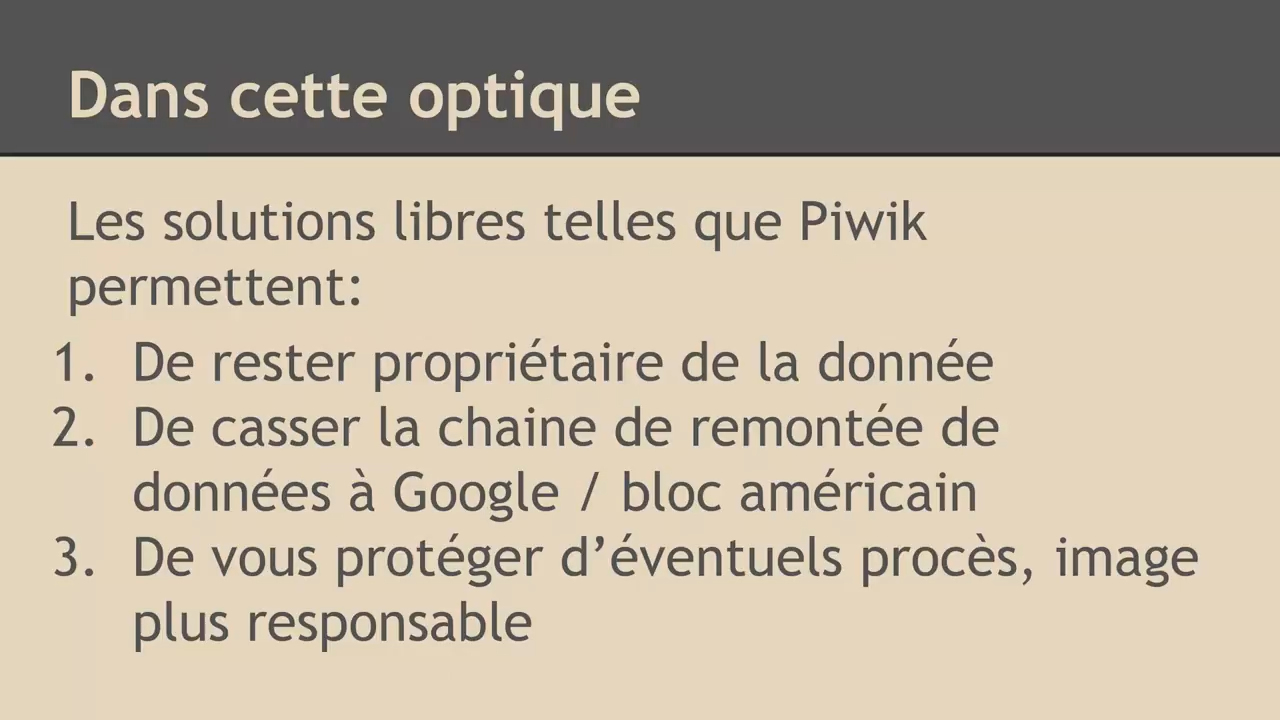 Dans cette optique
Les solutions libres telles que Piwik
permettent:
1. De rester propriétaire de la donnée
2. De casser la chaine de remontée de
données à Google / bloc américain
3. De vous protéger d’éventuels procès, image
plus responsable